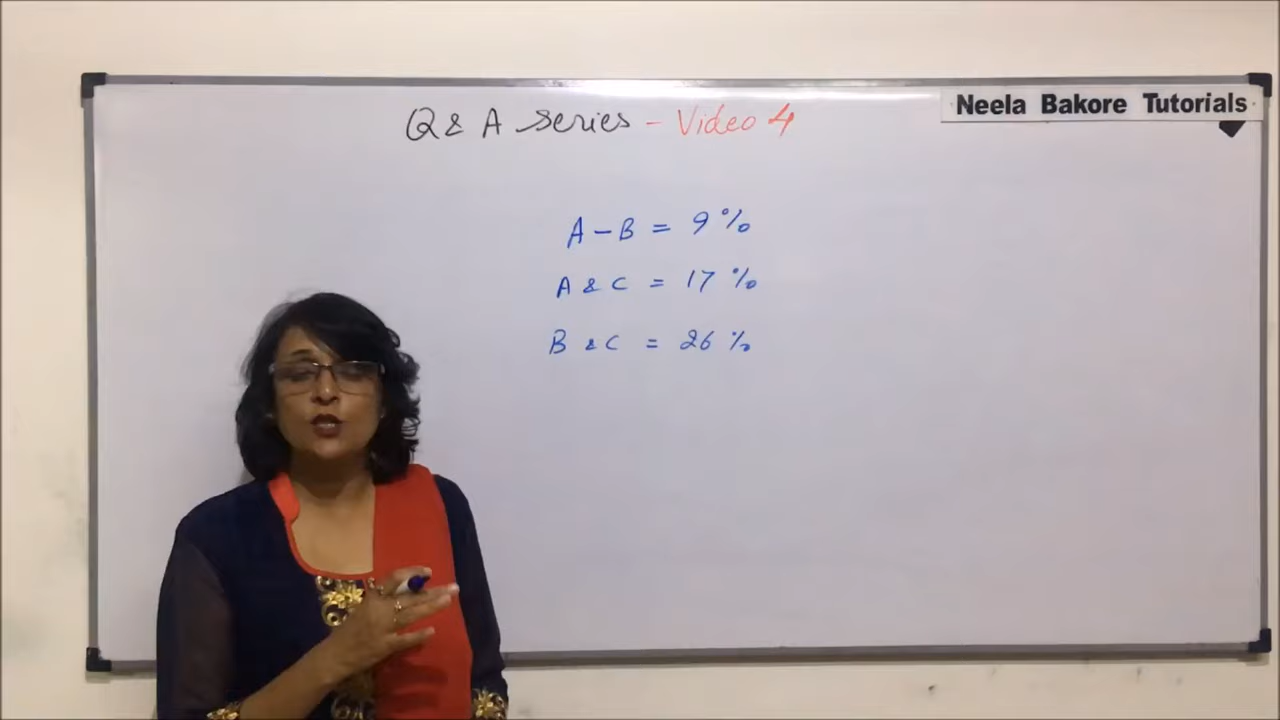 Neela Bakore Tutorials
Q & A Series - Video 4
A - B = 9 %
A & C = 17 %
B & C = 26 %